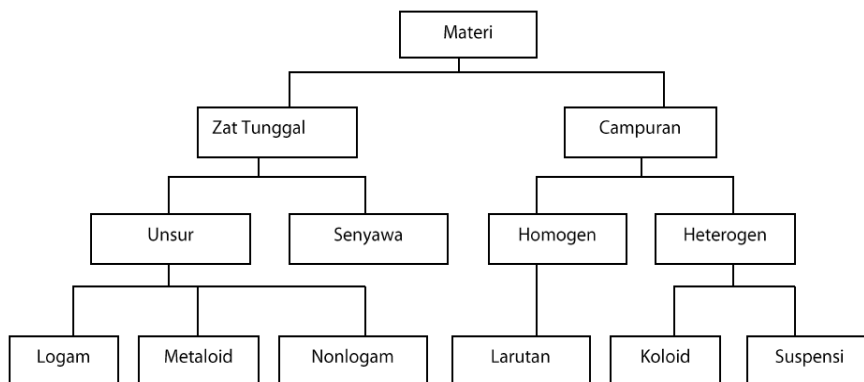 Materi
Zat Tunggal
Campuran
Unsur
Senyawa
Homogen
Heterogen
Logam
Metaloid
Nonlogam
Larutan
Koloid
Suspensi